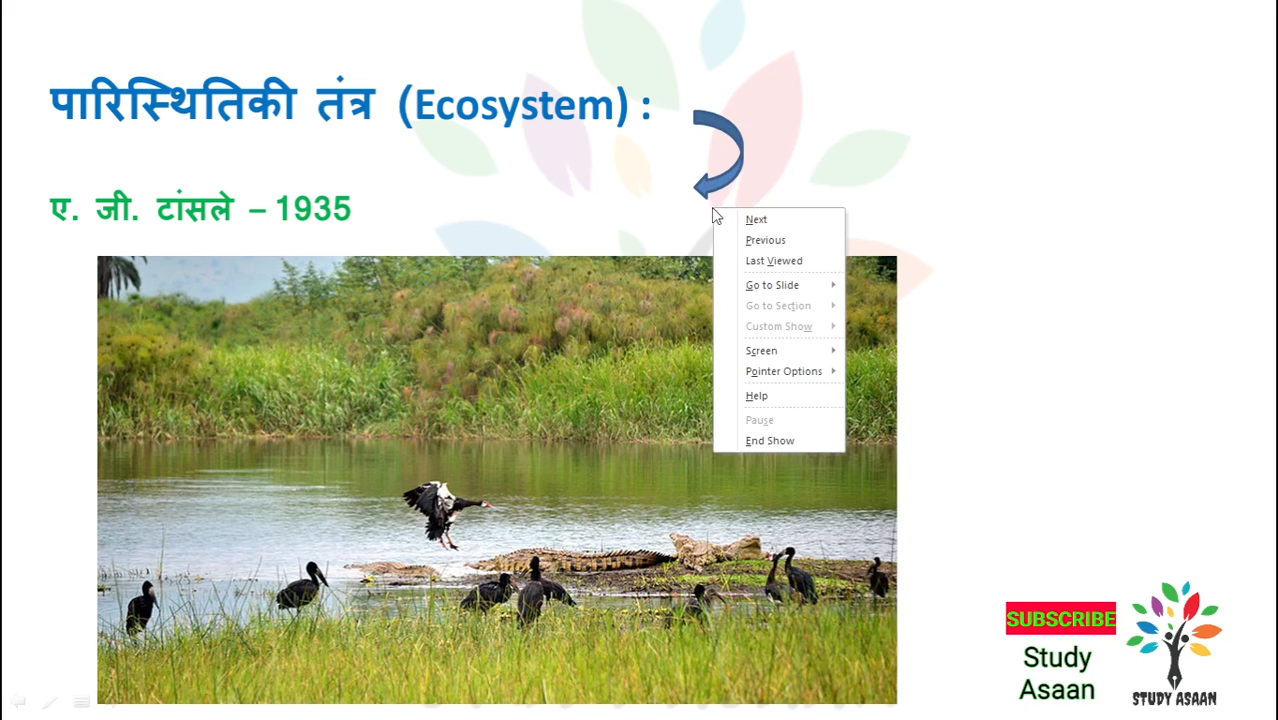 पारिस्थितिकी तंत्र (Ecosystem) :
ए. जी. टांसले – 1935
Next
Previous
Last Viewed
Go to Slide
Go to Section
Custom Show
Screen
Pointer Options
Help
Pause
End Show
SUBSCRIBE
Study
Asaan
STUDY ASAAN